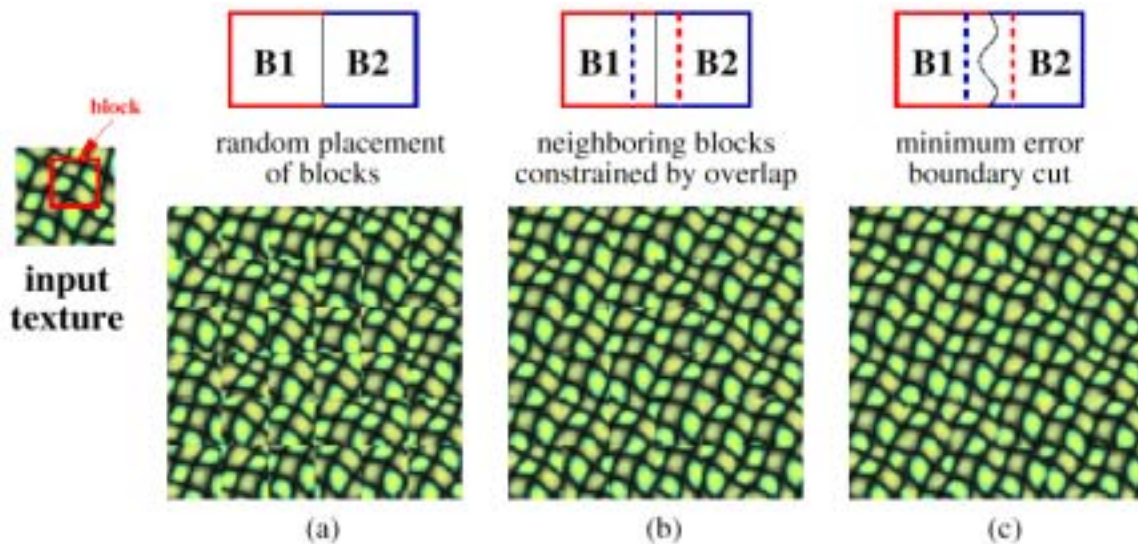 B1 B2
B1 B2
B1 B2
block
random placement
of blocks
neighboring blocks
constrained by overlap
minimum error
boundary cut
input
texture
(a)
(b)
(c)